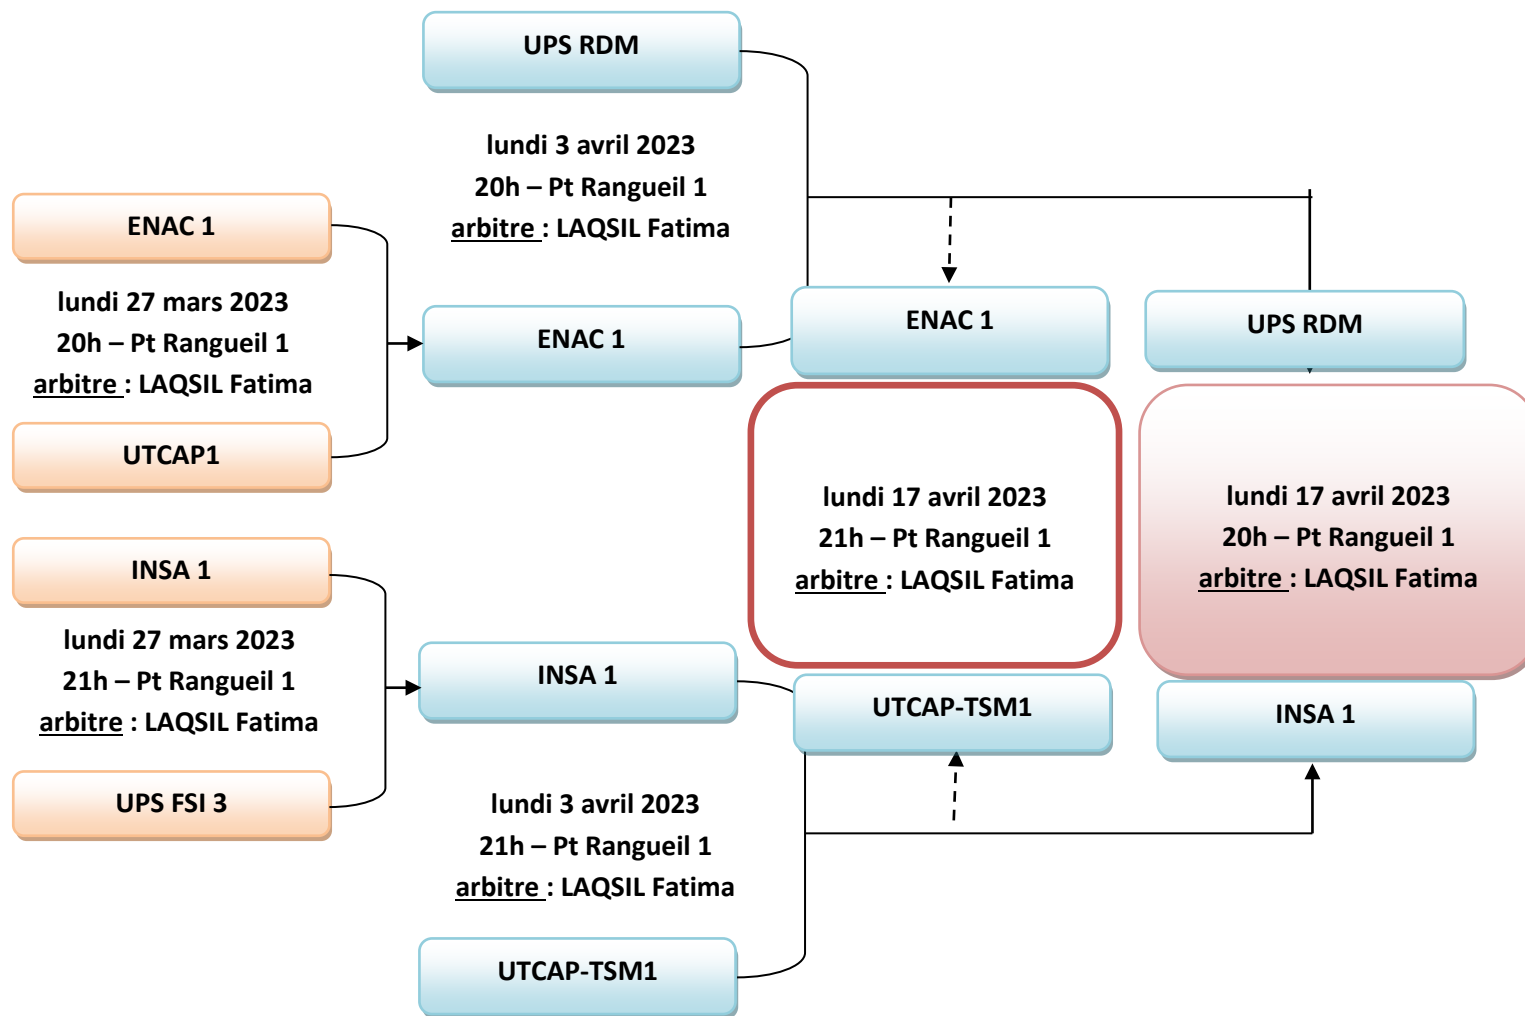 UPS RDM
lundi 3 avril 2023
20h – Pt Rangueil 1
arbitre : LAQSIL Fatima
ENAC 1
lundi 27 mars 2023
20h – Pt Rangueil 1
arbitre : LAQSIL Fatima
UTCAP1
ENAC 1
ENAC 1
UPS RDM
lundi 17 avril 2023
21h – Pt Rangueil 1
arbitre : LAQSIL Fatima
lundi 17 avril 2023
20h – Pt Rangueil 1
arbitre : LAQSIL Fatima
INSA 1
lundi 27 mars 2023
21h – Pt Rangueil 1
arbitre : LAQSIL Fatima
UPS FSI 3
INSA 1
UTCAP-TSM1
INSA 1
lundi 3 avril 2023
21h – Pt Rangueil 1
arbitre : LAQSIL Fatima
UTCAP-TSM1